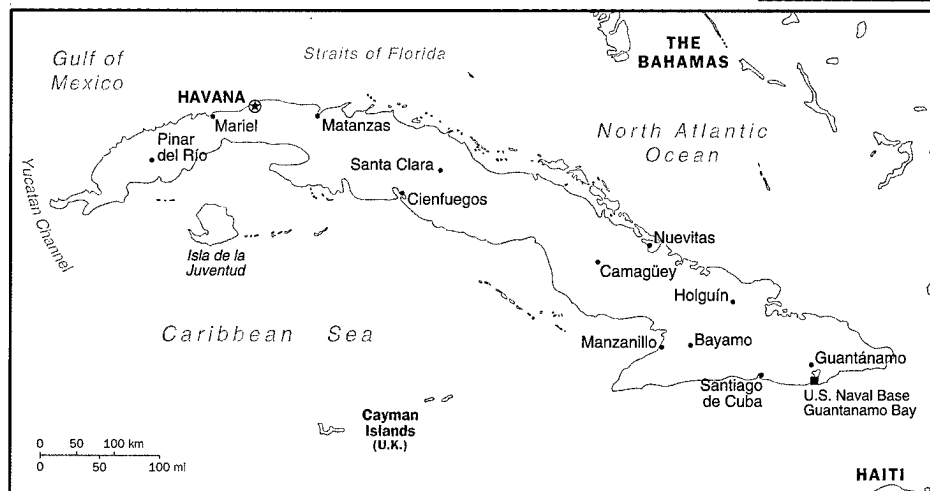 Gulf of
Mexico
Straits of Florida
THE
BAHAMAS
HAVANA
Mariel
Matanzas
North Atlantic
Ocean
Pinar
del Río
Santa Clara
Yucatan Channel
Cienfuegos
Isla de la
Juventud
Nuevitas
Camagüey
Holguín
Caribbean Sea
Manzanillo
Bayamo
Guantánamo
Santiago
de Cuba
U.S. Naval Base
Guantanamo Bay
Cayman
Islands
(U.K.)
0 50 100 km
0 50 100 mi
HAITI